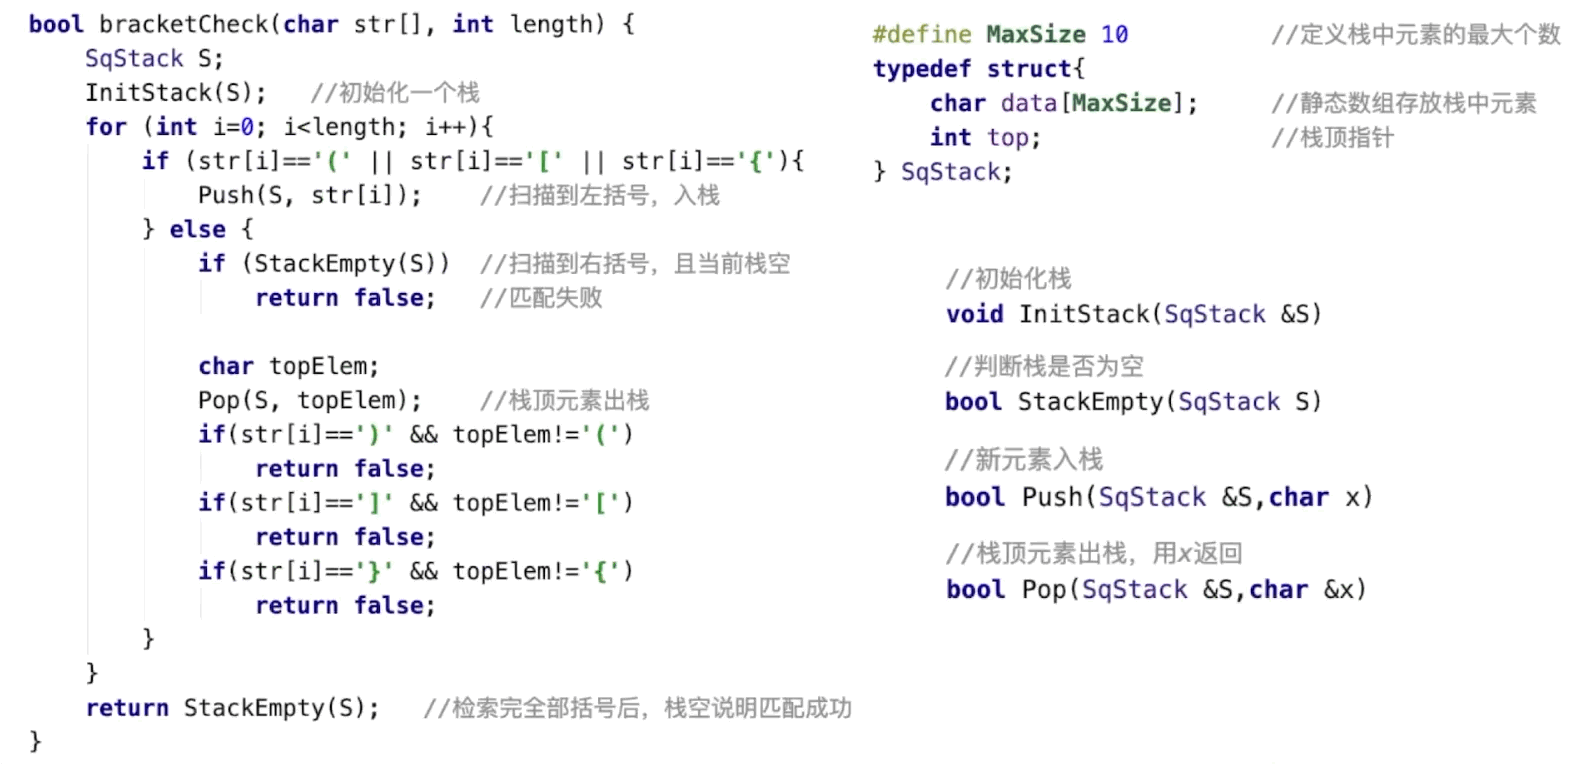 bool bracketCheck(char str[], int length) {
    SqStack S;
    InitStack(S);   //初始化一个栈
    for (int i=0; i<length; i++){
        if (str[i]=='(' || str[i]=='[' || str[i]=='{'){
            Push(S, str[i]);    //扫描到左括号，入栈
        } else {
            if (StackEmpty(S))  //扫描到右括号，且当前栈空
                return false;   //匹配失败
            char topElem;
            Pop(S, topElem);    //栈顶元素出栈
            if(str[i]==')' && topElem!='(')
                return false;
            if(str[i]==']' && topElem!='[')
                return false;
            if(str[i]=='}' && topElem!='{')
                return false;
        }
    }
    return StackEmpty(S);   //检索完全部括号后，栈空说明匹配成功
}
#define MaxSize 10          //定义栈中元素的最大个数
typedef struct{
    char data[MaxSize];     //静态数组存放栈中元素
    int top;                //栈顶指针
} SqStack;
//初始化栈
void InitStack(SqStack &S)
//判断栈是否为空
bool StackEmpty(SqStack S)
//新元素入栈
bool Push(SqStack &S,char x)
//栈顶元素出栈，用x返回
bool Pop(SqStack &S,char &x)